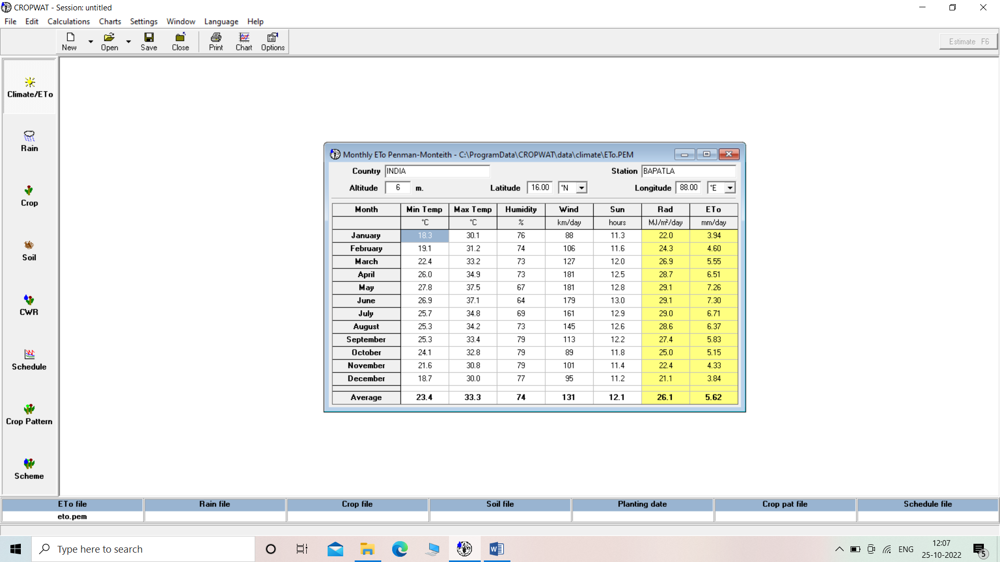 CROPWAT - Session: untitled
File Edit Calculations Charts Settings Window Language Help
New Open Save Close Print Chart Options Estimate F6
Climate/ETo
Rain
Crop
Soil
CWR
Schedule
Crop Pattern
Scheme
Monthly ETo Penman-Monteith - C:\ProgramData\CROPWAT\data\climate\ETo.PEM
Country INDIA Station BAPATLA
Altitude 6 m. Latitude 16.00 °N Longitude 88.00 °E
Month Min Temp Max Temp Humidity Wind Sun Rad ETo
°C °C % km/day hours MJ/m²/day mm/day
January 18.3 30.1 76 88 11.3 22.0 3.94
February 19.1 31.2 74 106 11.6 24.3 4.60
March 22.4 33.2 73 127 12.0 26.9 5.55
April 26.0 34.9 73 181 12.5 28.7 6.51
May 27.8 37.5 67 181 12.8 29.1 7.26
June 26.9 37.1 64 179 13.0 29.1 7.30
July 25.7 34.8 69 161 12.9 29.0 6.71
August 25.3 34.2 73 145 12.6 28.6 6.37
September 25.3 33.4 79 113 12.2 27.4 5.83
October 24.1 32.8 79 89 11.8 25.0 5.15
November 21.6 30.8 79 101 11.4 22.4 4.33
December 18.7 30.0 77 95 11.2 21.1 3.84
Average 23.4 33.3 74 131 12.1 26.1 5.62
ETo file Rain file Crop file Soil file Planting date Crop pat file Schedule file
eto.pem
Type here to search
ENG
12:07
25-10-2022
5